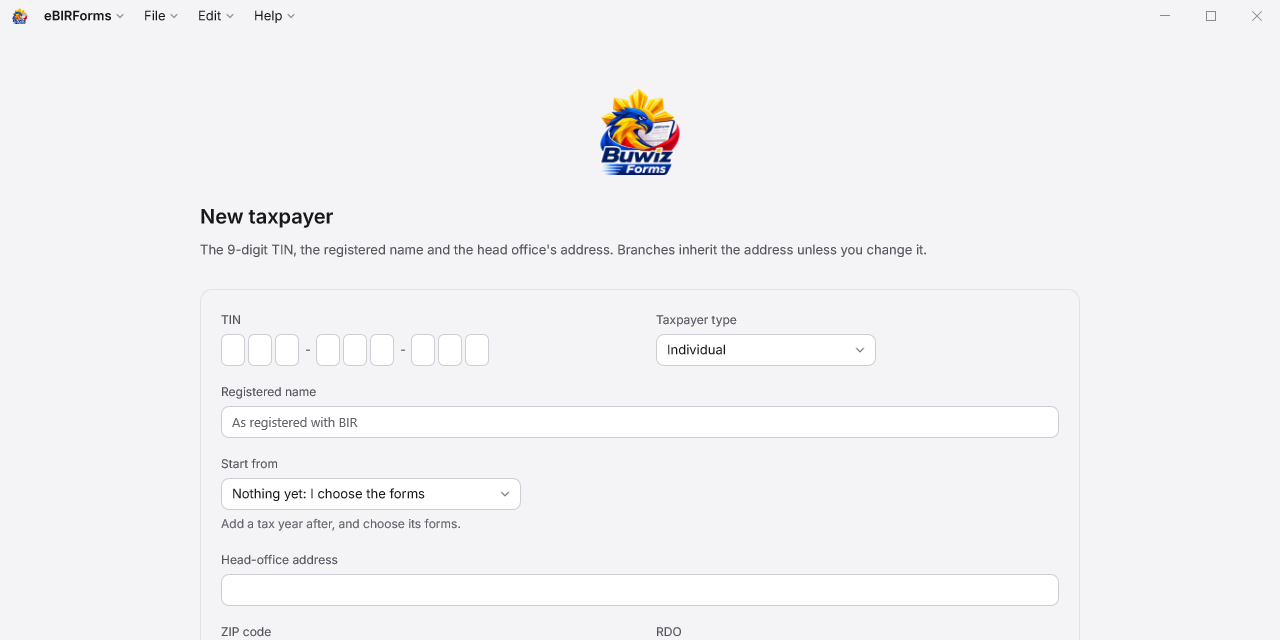 eBIRForms File Edit Help
Buwiz
Forms
New taxpayer
The 9-digit TIN, the registered name and the head office's address. Branches inherit the address unless you change it.
TIN Taxpayer type
- - Individual
Registered name
As registered with BIR
Start from
Nothing yet: I choose the forms
Add a tax year after, and choose its forms.
Head-office address
ZIP code RDO